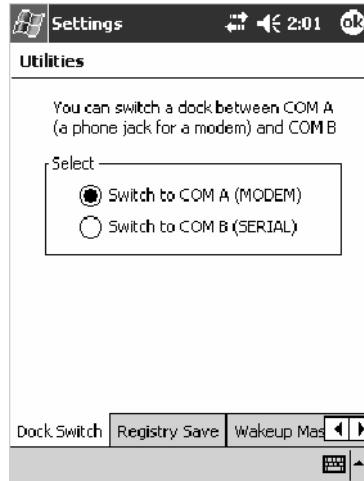 Settings 2:01 ok
Utilities
You can switch a dock between COM A
(a phone jack for a modem) and COM B
Select
Switch to COM A (MODEM)
Switch to COM B (SERIAL)
Dock Switch Registry Save Wakeup Mas